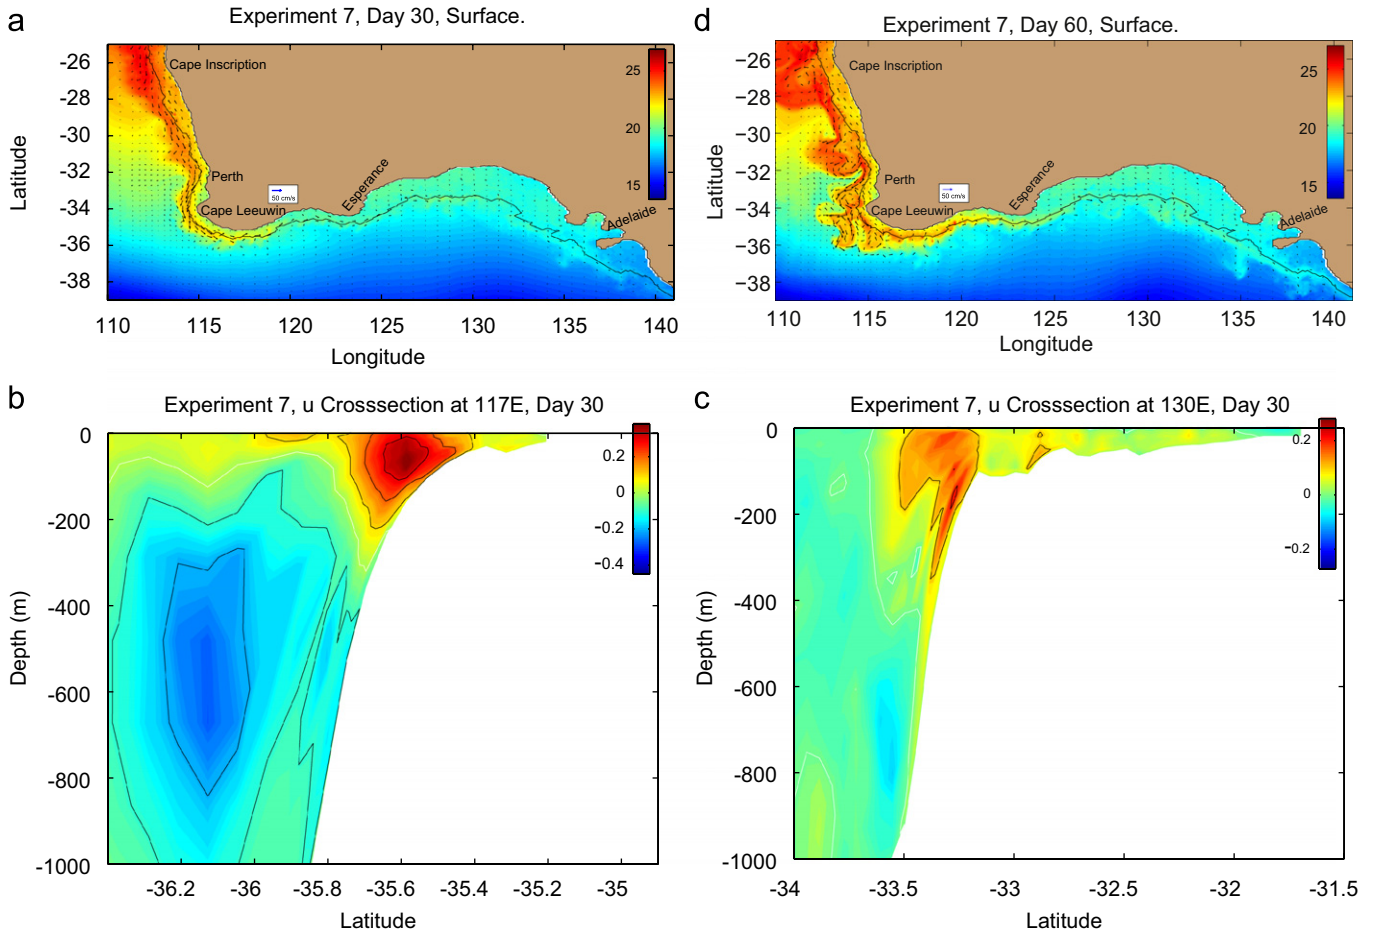 a
Experiment 7, Day 30, Surface.
Latitude
-26
-28
-30
-32
-34
-36
-38
Cape Inscription
Perth
Cape Leeuwin
50 cm/s
Esperance
Adelaide
25
20
15
110 115 120 125 130 135 140
Longitude
d
Experiment 7, Day 60, Surface.
Latitude
−26
−28
−30
−32
−34
−36
−38
Cape Inscription
Perth
Cape Leeuwin
50 cm/s
Esperance
Adelaide
25
20
15
110 115 120 125 130 135 140
Longitude
b
Experiment 7, u Crosssection at 117E, Day 30
Depth (m)
0
-200
-400
-600
-800
-1000
0.2
0
−0.2
−0.4
-36.2 -36 -35.8 -35.6 -35.4 -35.2 -35
Latitude
c
Experiment 7, u Crosssection at 130E, Day 30
Depth (m)
0
-200
-400
-600
-800
-1000
0.2
0
−0.2
-34 -33.5 -33 -32.5 -32 -31.5
Latitude